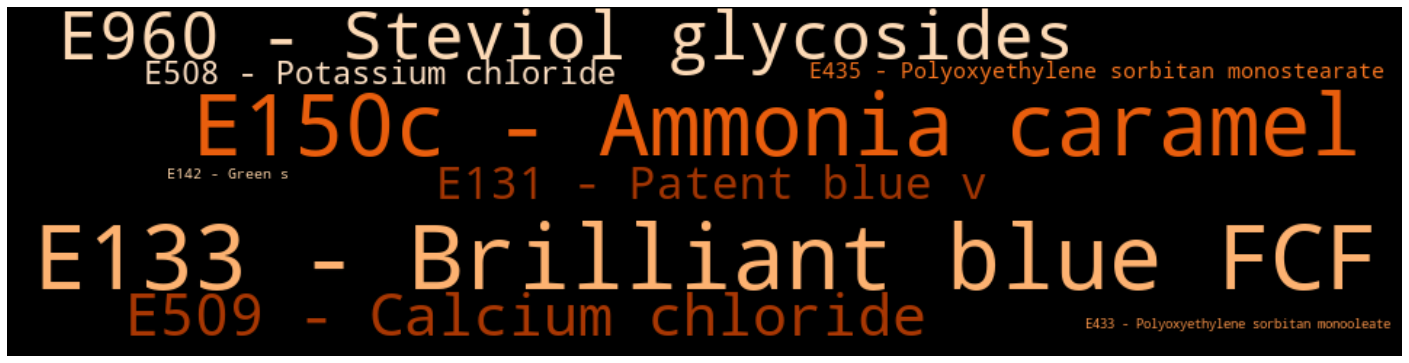 E960 - Steviol glycosides
E508 - Potassium chloride
E435 - Polyoxyethylene sorbitan monostearate
E150c - Ammonia caramel
E142 - Green s
E131 - Patent blue v
E133 - Brilliant blue FCF
E509 - Calcium chloride
E433 - Polyoxyethylene sorbitan monooleate